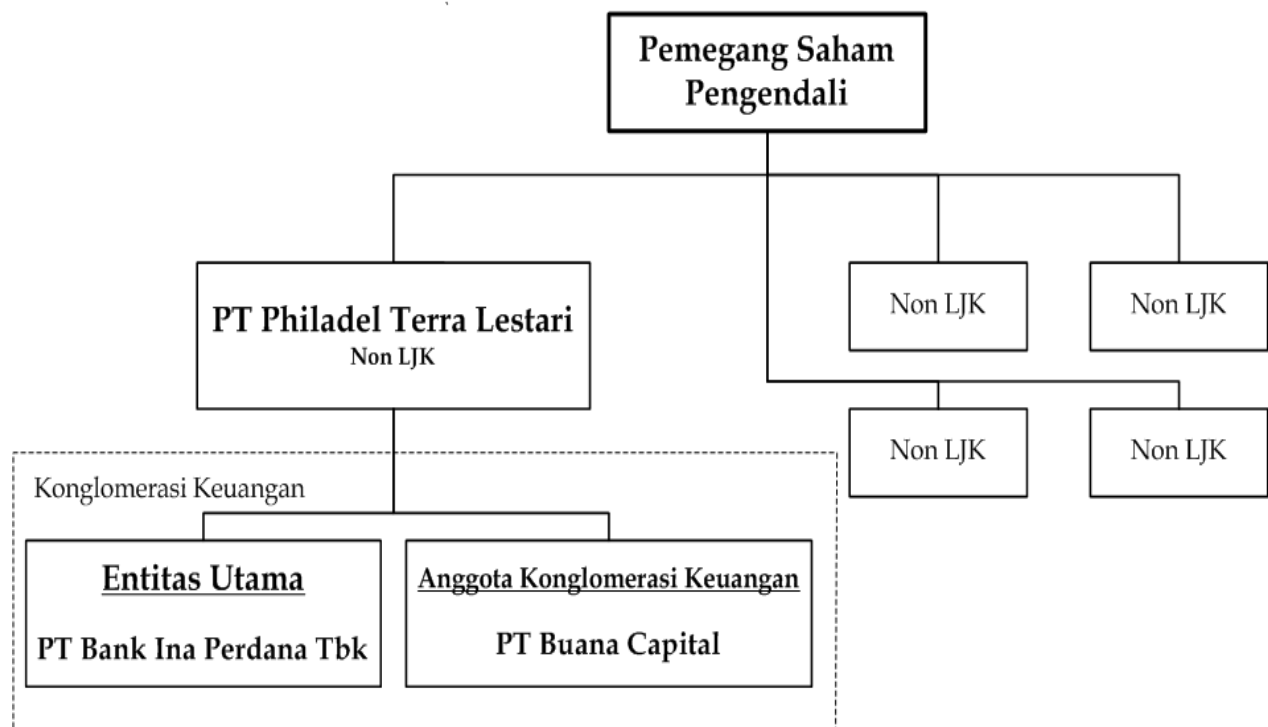 Pemegang Saham
Pengendali
PT Philadel Terra Lestari
Non LJK
Non LJK
Non LJK
Non LJK
Non LJK
Konglomerasi Keuangan
Entitas Utama
PT Bank Ina Perdana Tbk
Anggota Konglomerasi Keuangan
PT Buana Capital